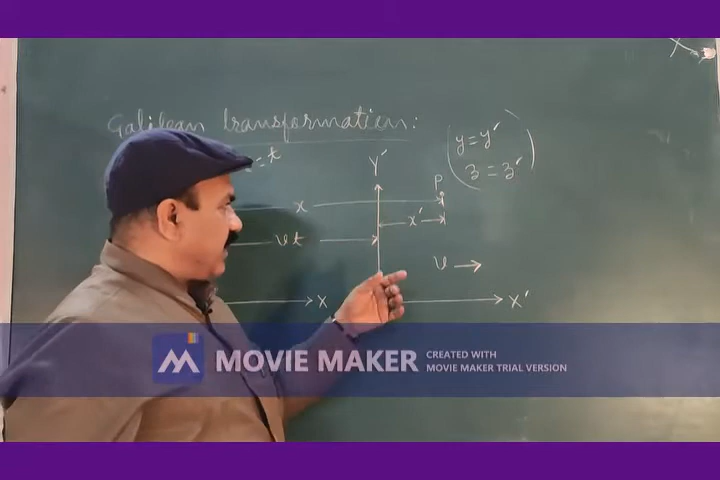 Galilean transformation:
= t
Y'
y = y'
z = z'
P
x
x'
vt
v →
X
X'
MOVIE MAKER
CREATED WITH
MOVIE MAKER TRIAL VERSION